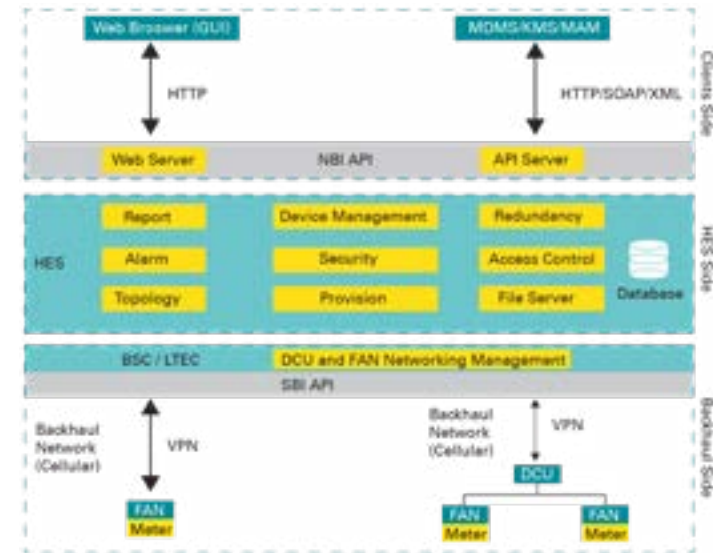 Web Broswer (GUI)
MDMS/KMS/MAM
HTTP
HTTP/SOAP/XML
Clients Side
Web Server
NBI API
API Server
Report
Device Management
Redundancy
HES
Alarm
Security
Access Control
Topology
Provision
File Server
Database
HES Side
BSC / LTEC
DCU and FAN Networking Management
SBI API
Backhaul
Network
(Cellular)
VPN
Backhaul
Network
(Cellular)
VPN
DCU
FAN
Meter
FAN
Meter
FAN
Meter
Backhaul Side